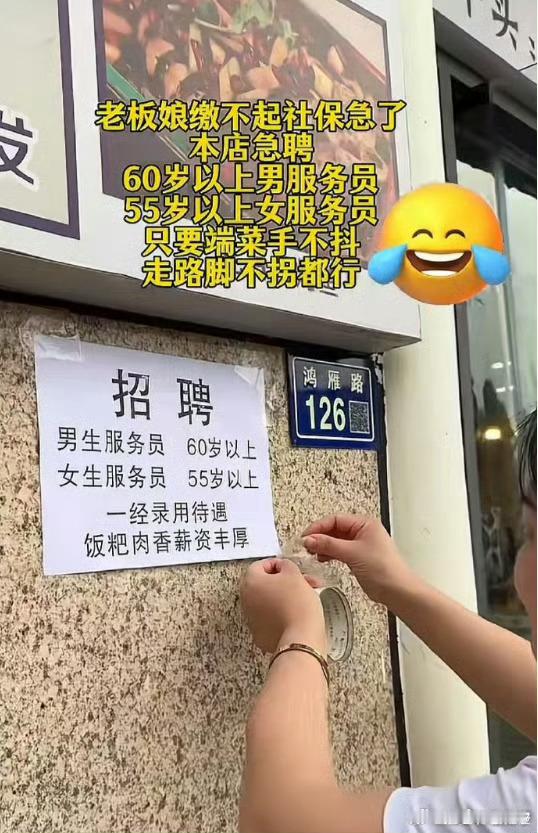 老板娘缴不起社保急了
本店急聘
60岁以上男服务员
55岁以上女服务员
只要端菜手不抖
走路脚不拐都行
发
招聘
男生服务员 60岁以上
女生服务员 55岁以上
一经录用待遇
饭粑肉香薪资丰厚
鸿雁路
126